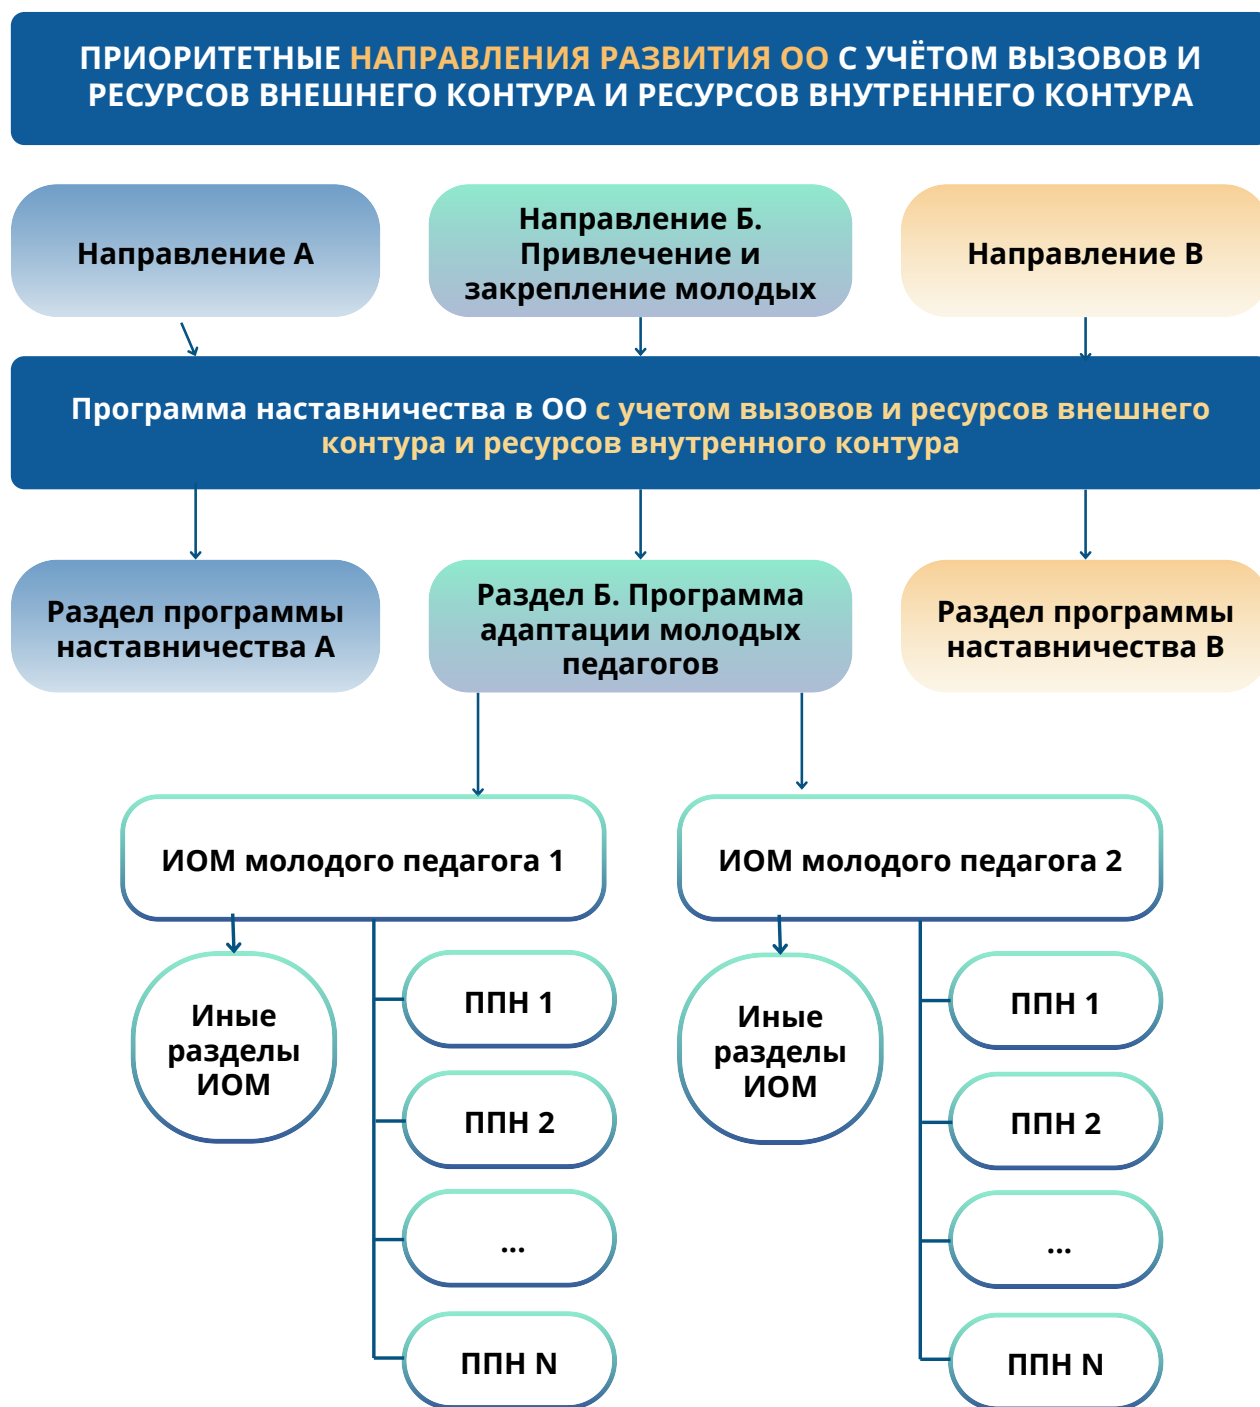 ПРИОРИТЕТНЫЕ НАПРАВЛЕНИЯ РАЗВИТИЯ ОО С УЧЁТОМ ВЫЗОВОВ И
РЕСУРСОВ ВНЕШНЕГО КОНТУРА И РЕСУРСОВ ВНУТРЕННЕГО КОНТУРА
Направление А
Направление Б.
Привлечение и
закрепление молодых
Направление В
Программа наставничества в ОО с учетом вызовов и ресурсов внешнего
контура и ресурсов внутренного контура
Раздел программы
наставничества А
Раздел Б. Программа
адаптации молодых
педагогов
Раздел программы
наставничества В
ИОМ молодого педагога 1
Иные
разделы
ИОМ
ППН 1
ППН 2
...
ППН N
ИОМ молодого педагога 2
Иные
разделы
ИОМ
ППН 1
ППН 2
...
ППН N